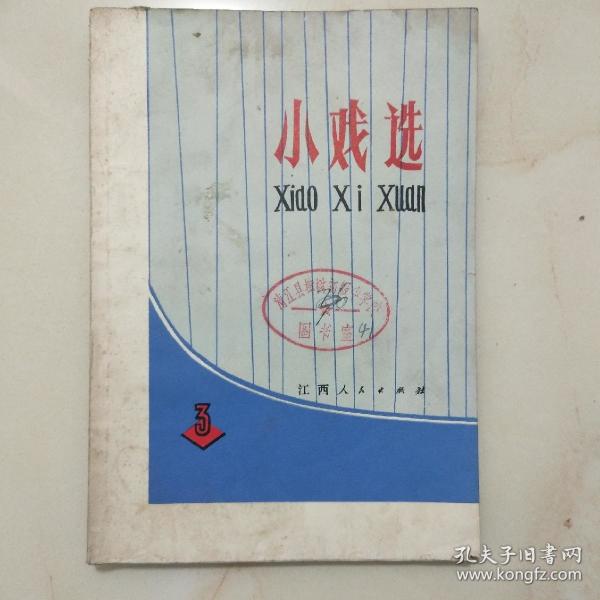 小戏选
Xiao Xi Xuan
图书室
41
江西人民出版社
3
孔夫子旧书网
www.kongfz.com